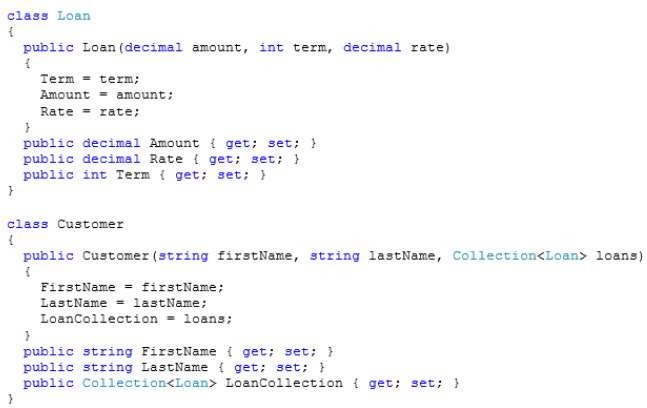 class Loan
{
  public Loan(decimal amount, int term, decimal rate)
  {
    Term = term;
    Amount = amount;
    Rate = rate;
  }
  public decimal Amount { get; set; }
  public decimal Rate { get; set; }
  public int Term { get; set; }
}

class Customer
{
  public Customer(string firstName, string lastName, Collection<Loan> loans)
  {
    FirstName = firstName;
    LastName = lastName;
    LoanCollection = loans;
  }
  public string FirstName { get; set; }
  public string LastName { get; set; }
  public Collection<Loan> LoanCollection { get; set; }
}